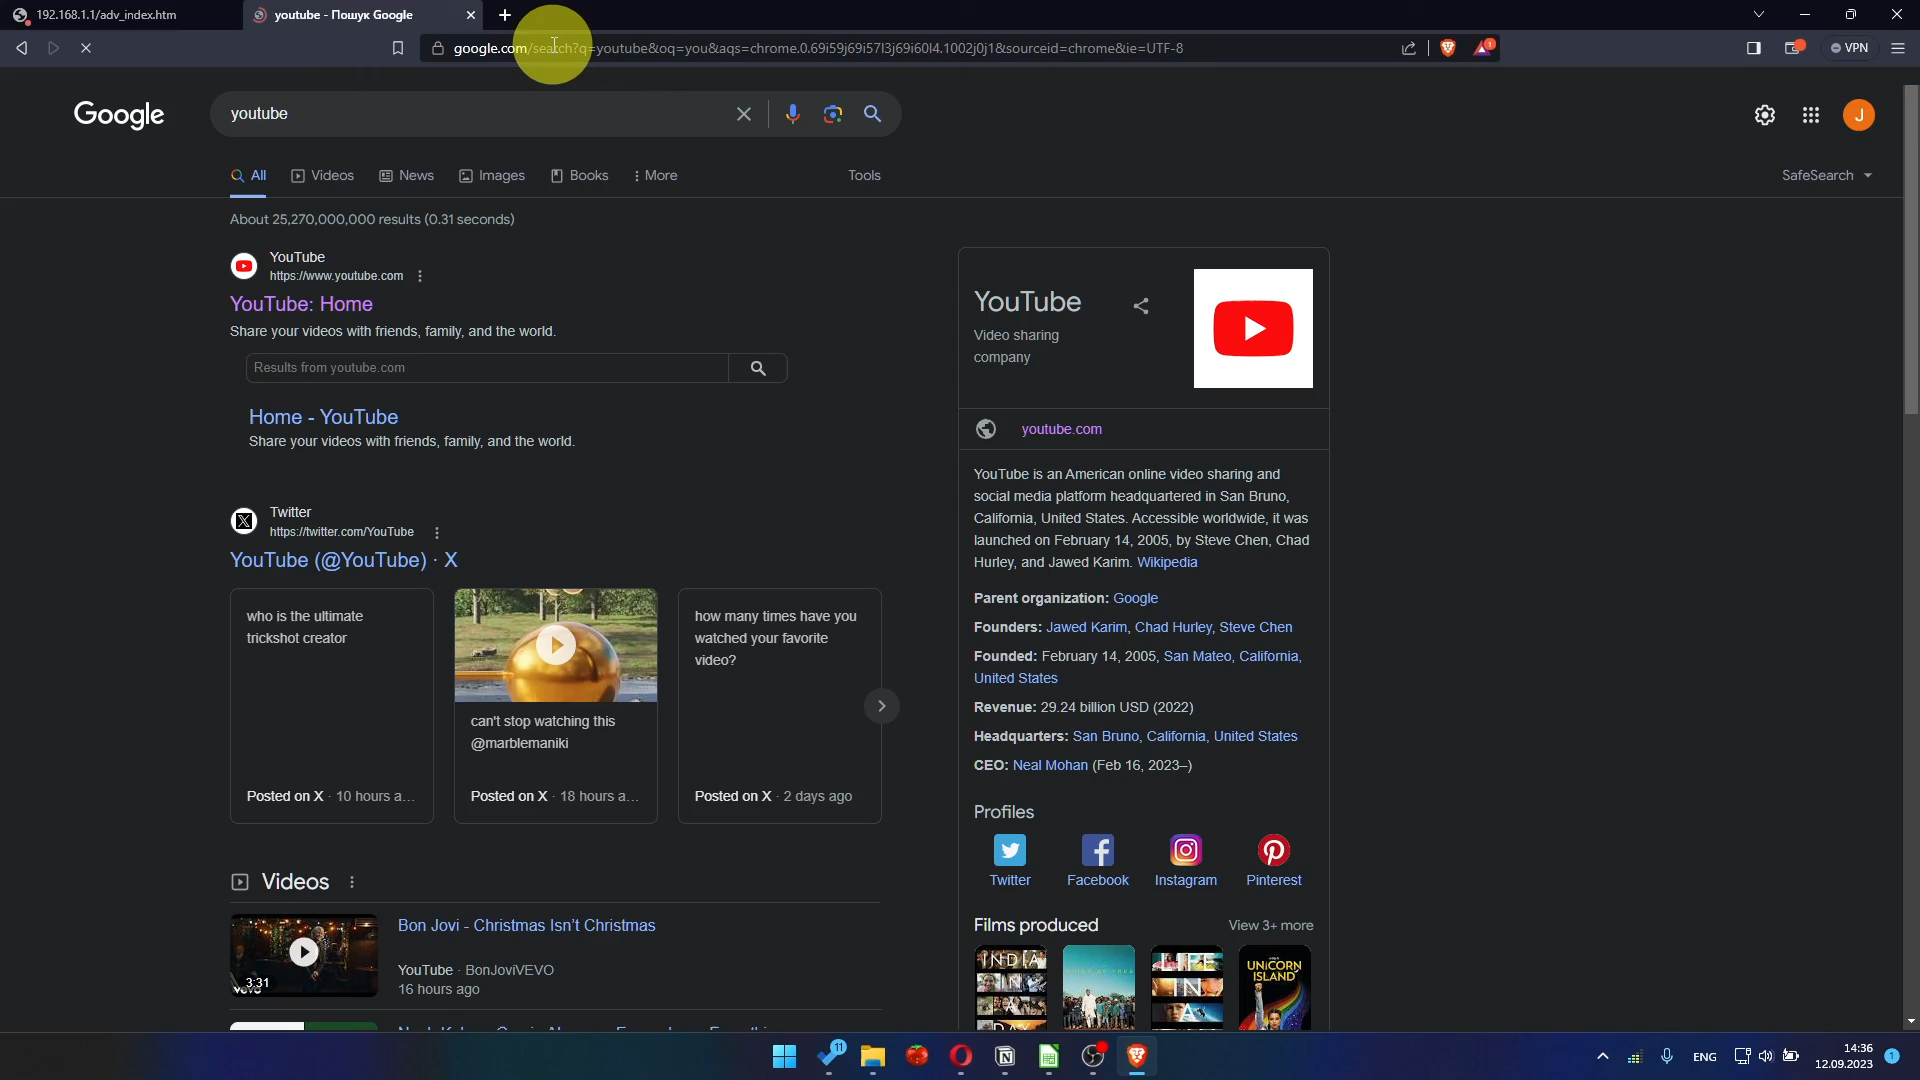 192.168.1.1/adv_index.htm
youtube - Пошук Google
google.com/search?q=youtube&oq=you&aqs=chrome.0.69i59j69i57l3j69i60l4.1002j0j1&sourceid=chrome&ie=UTF-8
1
VPN
Google
youtube
J
All
Videos
News
Images
Books
More
Tools
SafeSearch
About 25,270,000,000 results (0.31 seconds)
YouTube
https://www.youtube.com
YouTube: Home
Share your videos with friends, family, and the world.
Results from youtube.com
Home - YouTube
Share your videos with friends, family, and the world.
Twitter
https://twitter.com/YouTube
YouTube (@YouTube) · X
who is the ultimate
trickshot creator
Posted on X · 10 hours a...
can't stop watching this
@marblemaniki
Posted on X · 18 hours a...
how many times have you
watched your favorite
video?
Posted on X · 2 days ago
Videos
3:31
Bon Jovi - Christmas Isn't Christmas
YouTube · BonJoviVEVO
16 hours ago
YouTube
Video sharing
company
youtube.com
YouTube is an American online video sharing and
social media platform headquartered in San Bruno,
California, United States. Accessible worldwide, it was
launched on February 14, 2005, by Steve Chen, Chad
Hurley, and Jawed Karim. Wikipedia
Parent organization: Google
Founders: Jawed Karim, Chad Hurley, Steve Chen
Founded: February 14, 2005, San Mateo, California,
United States
Revenue: 29.24 billion USD (2022)
Headquarters: San Bruno, California, United States
CEO: Neal Mohan (Feb 16, 2023–)
Profiles
Twitter
Facebook
Instagram
Pinterest
Films produced
View 3+ more
INDIA
IN A
DAY
LIFE
IN A
UNICORN
ISLAND
11
ENG
14:36
12.09.2023
1